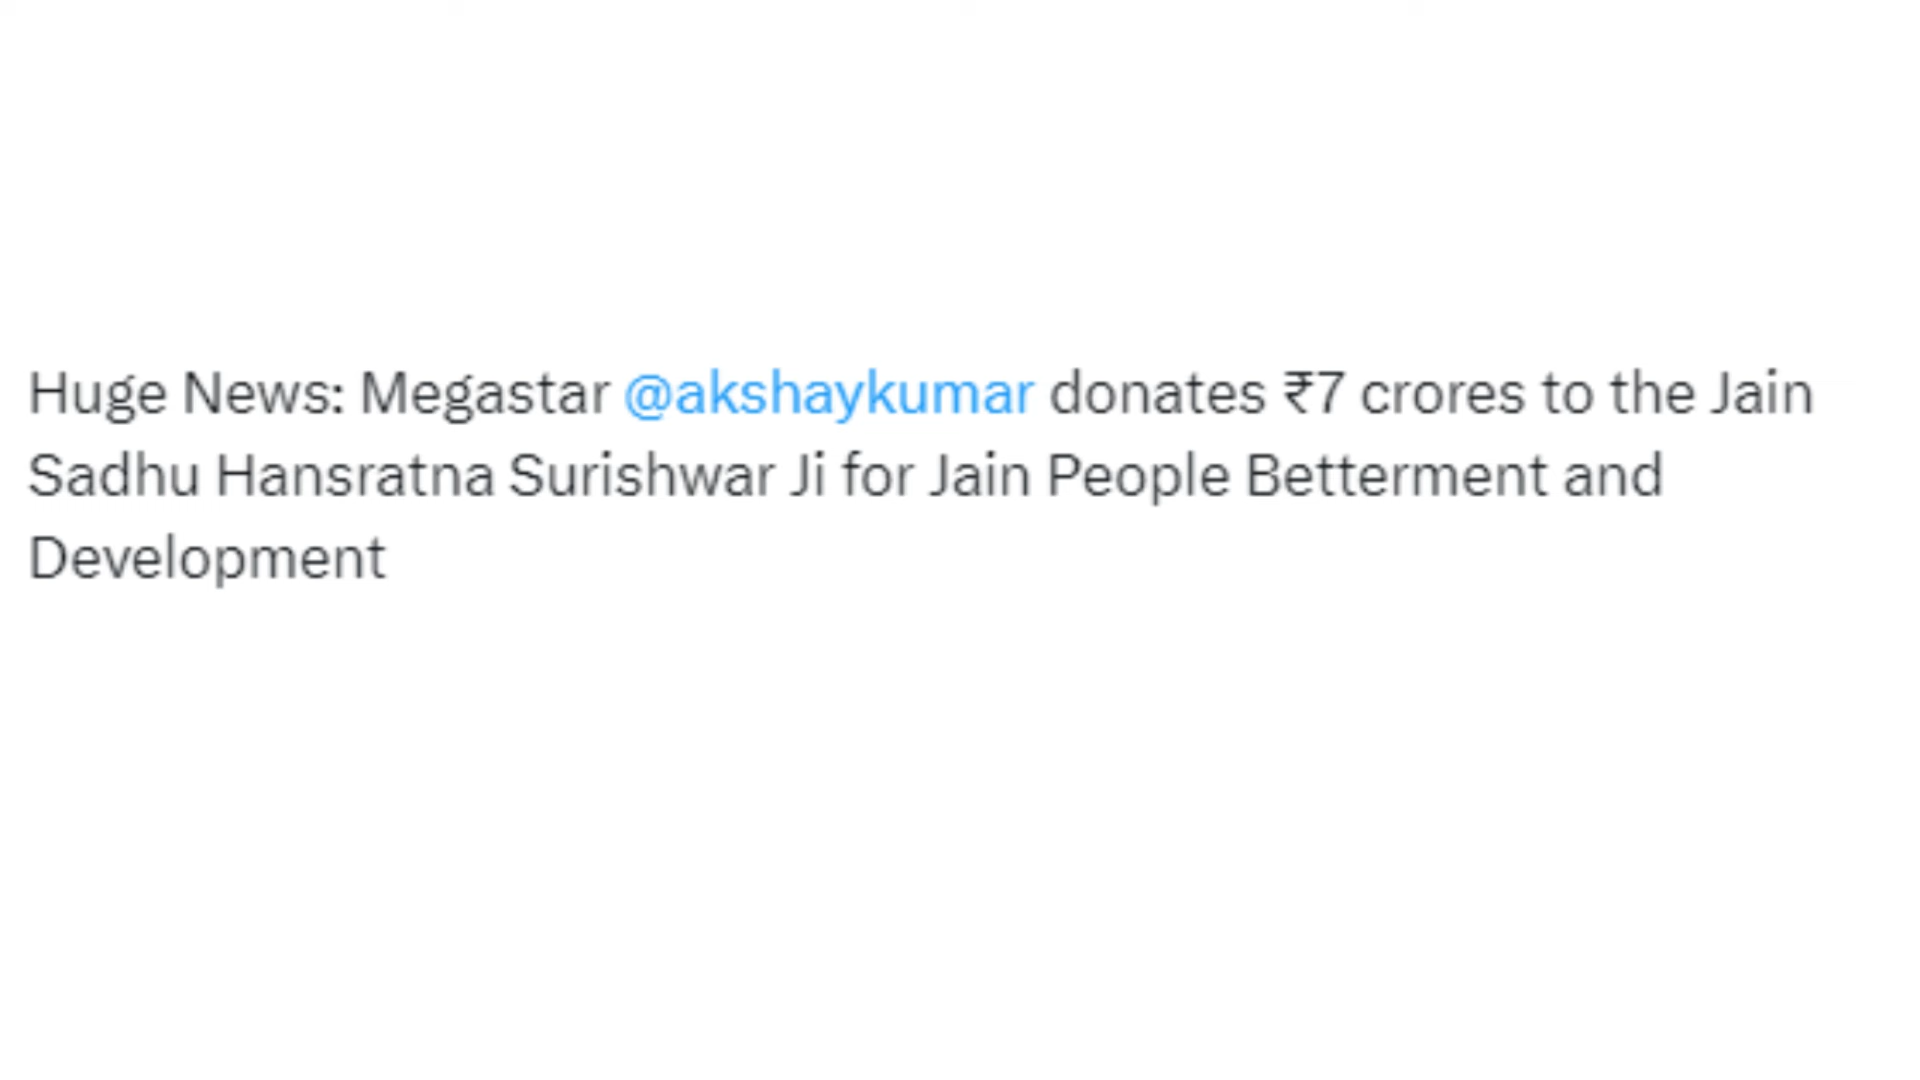 Huge News: Megastar @akshaykumar donates ₹7 crores to the Jain
Sadhu Hansratna Surishwar Ji for Jain People Betterment and
Development